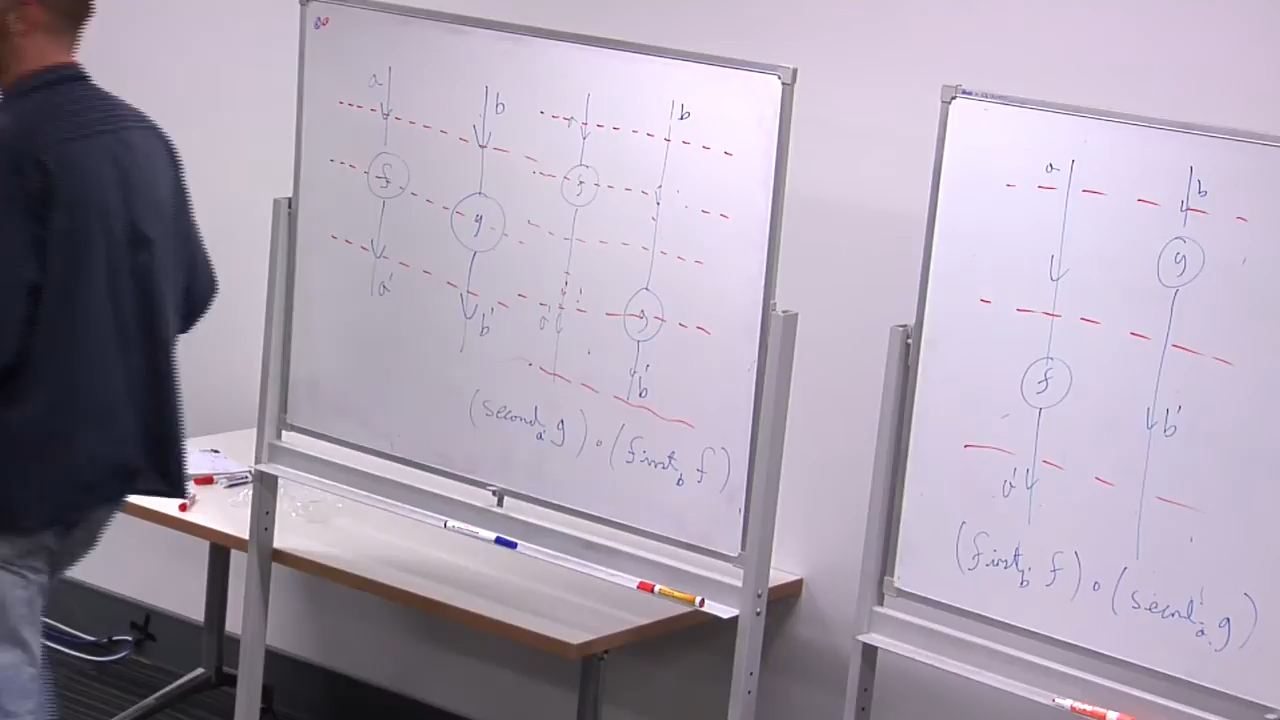 a b b
f g f
a' b' a' g
b'
(second_a' g) ∘ (first_b f)
a b
g
f b'
a'
(first_b' f) ∘ (second_a g)